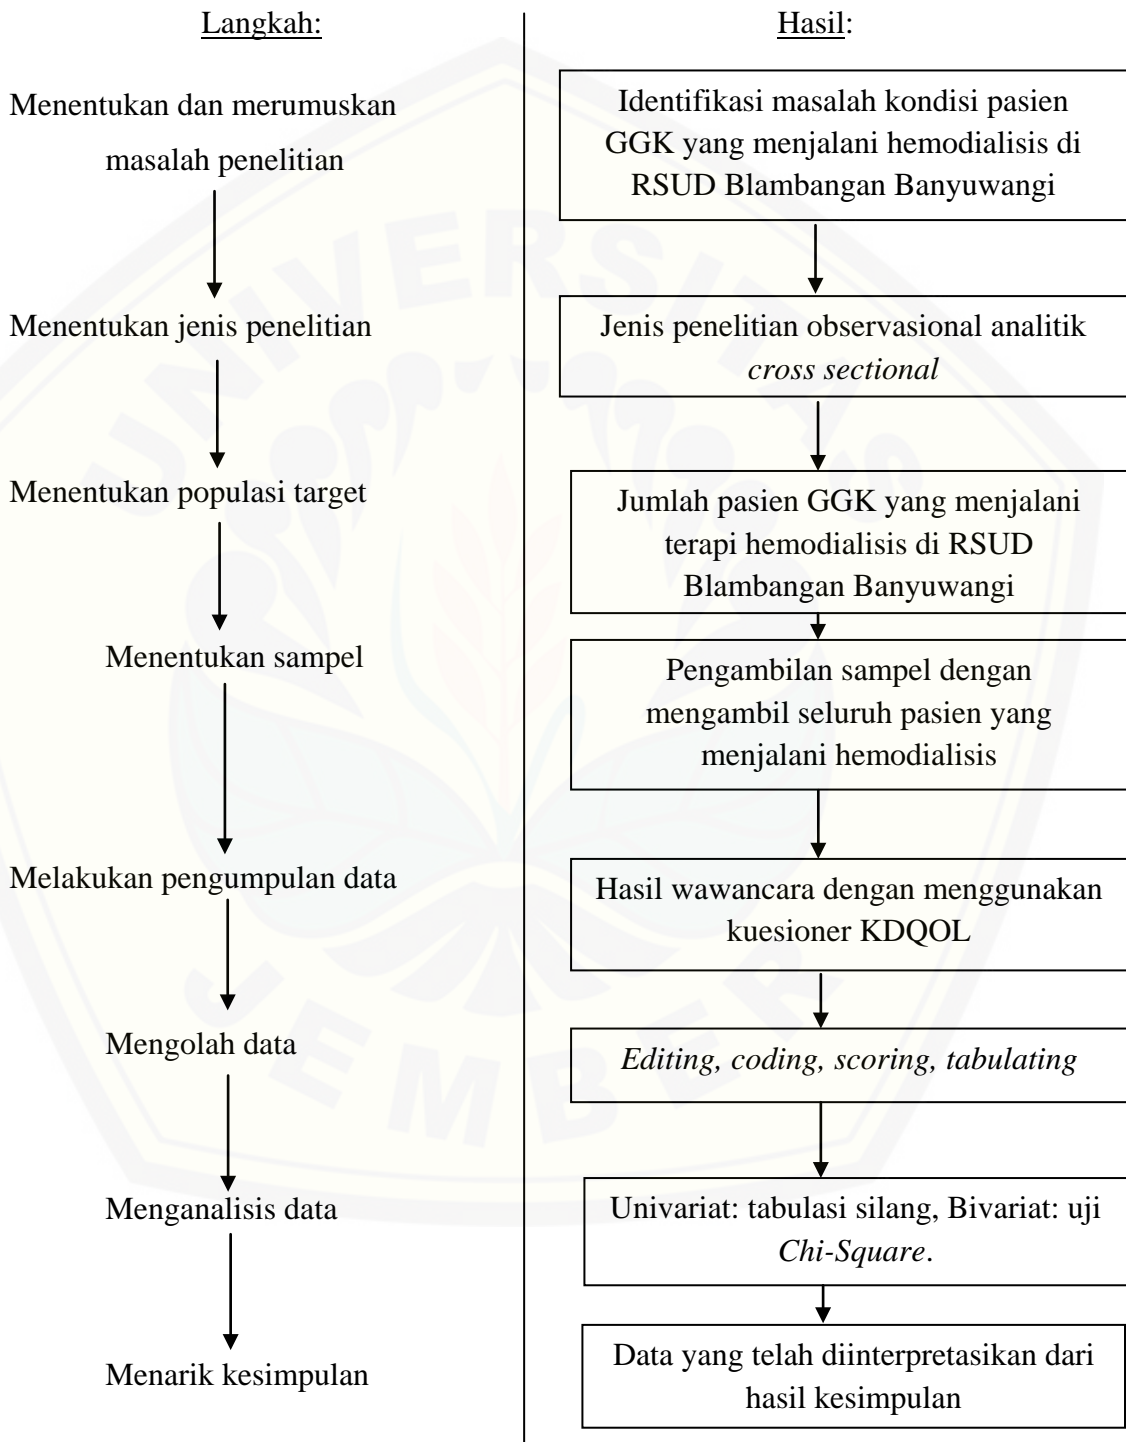 Langkah:
Menentukan dan merumuskan
masalah penelitian
Menentukan jenis penelitian
Menentukan populasi target
Menentukan sampel
Melakukan pengumpulan data
Mengolah data
Menganalisis data
Menarik kesimpulan
Hasil:
Identifikasi masalah kondisi pasien
GGK yang menjalani hemodialisis di
RSUD Blambangan Banyuwangi
Jenis penelitian observasional analitik
cross sectional
Jumlah pasien GGK yang menjalani
terapi hemodialisis di RSUD
Blambangan Banyuwangi
Pengambilan sampel dengan
mengambil seluruh pasien yang
menjalani hemodialisis
Hasil wawancara dengan menggunakan
kuesioner KDQOL
Editing, coding, scoring, tabulating
Univariat: tabulasi silang, Bivariat: uji
Chi-Square.
Data yang telah diinterpretasikan dari
hasil kesimpulan
UNIVERSITAS
JEMBER